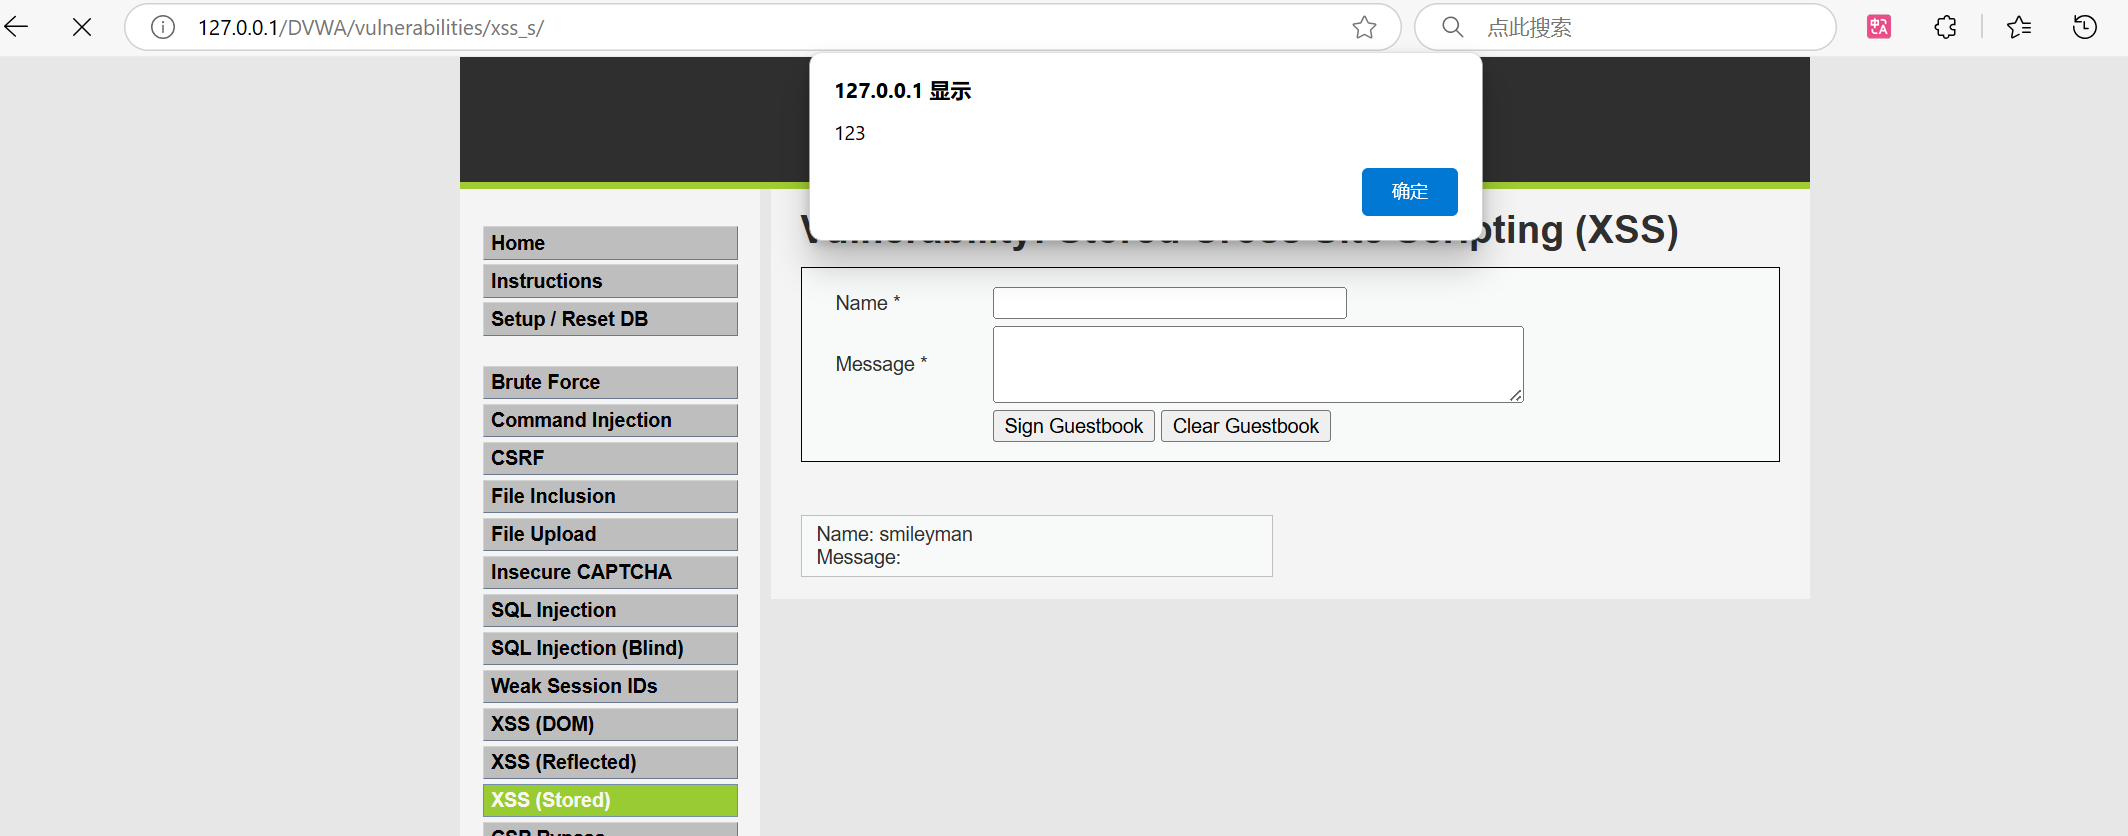 127.0.0.1/DVWA/vulnerabilities/xss_s/
点此搜索
127.0.0.1 显示
123
确定
Scripting (XSS)
Home
Instructions
Setup / Reset DB
Brute Force
Command Injection
CSRF
File Inclusion
File Upload
Insecure CAPTCHA
SQL Injection
SQL Injection (Blind)
Weak Session IDs
XSS (DOM)
XSS (Reflected)
XSS (Stored)
Name *
Message *
Sign Guestbook
Clear Guestbook
Name: smileyman
Message: